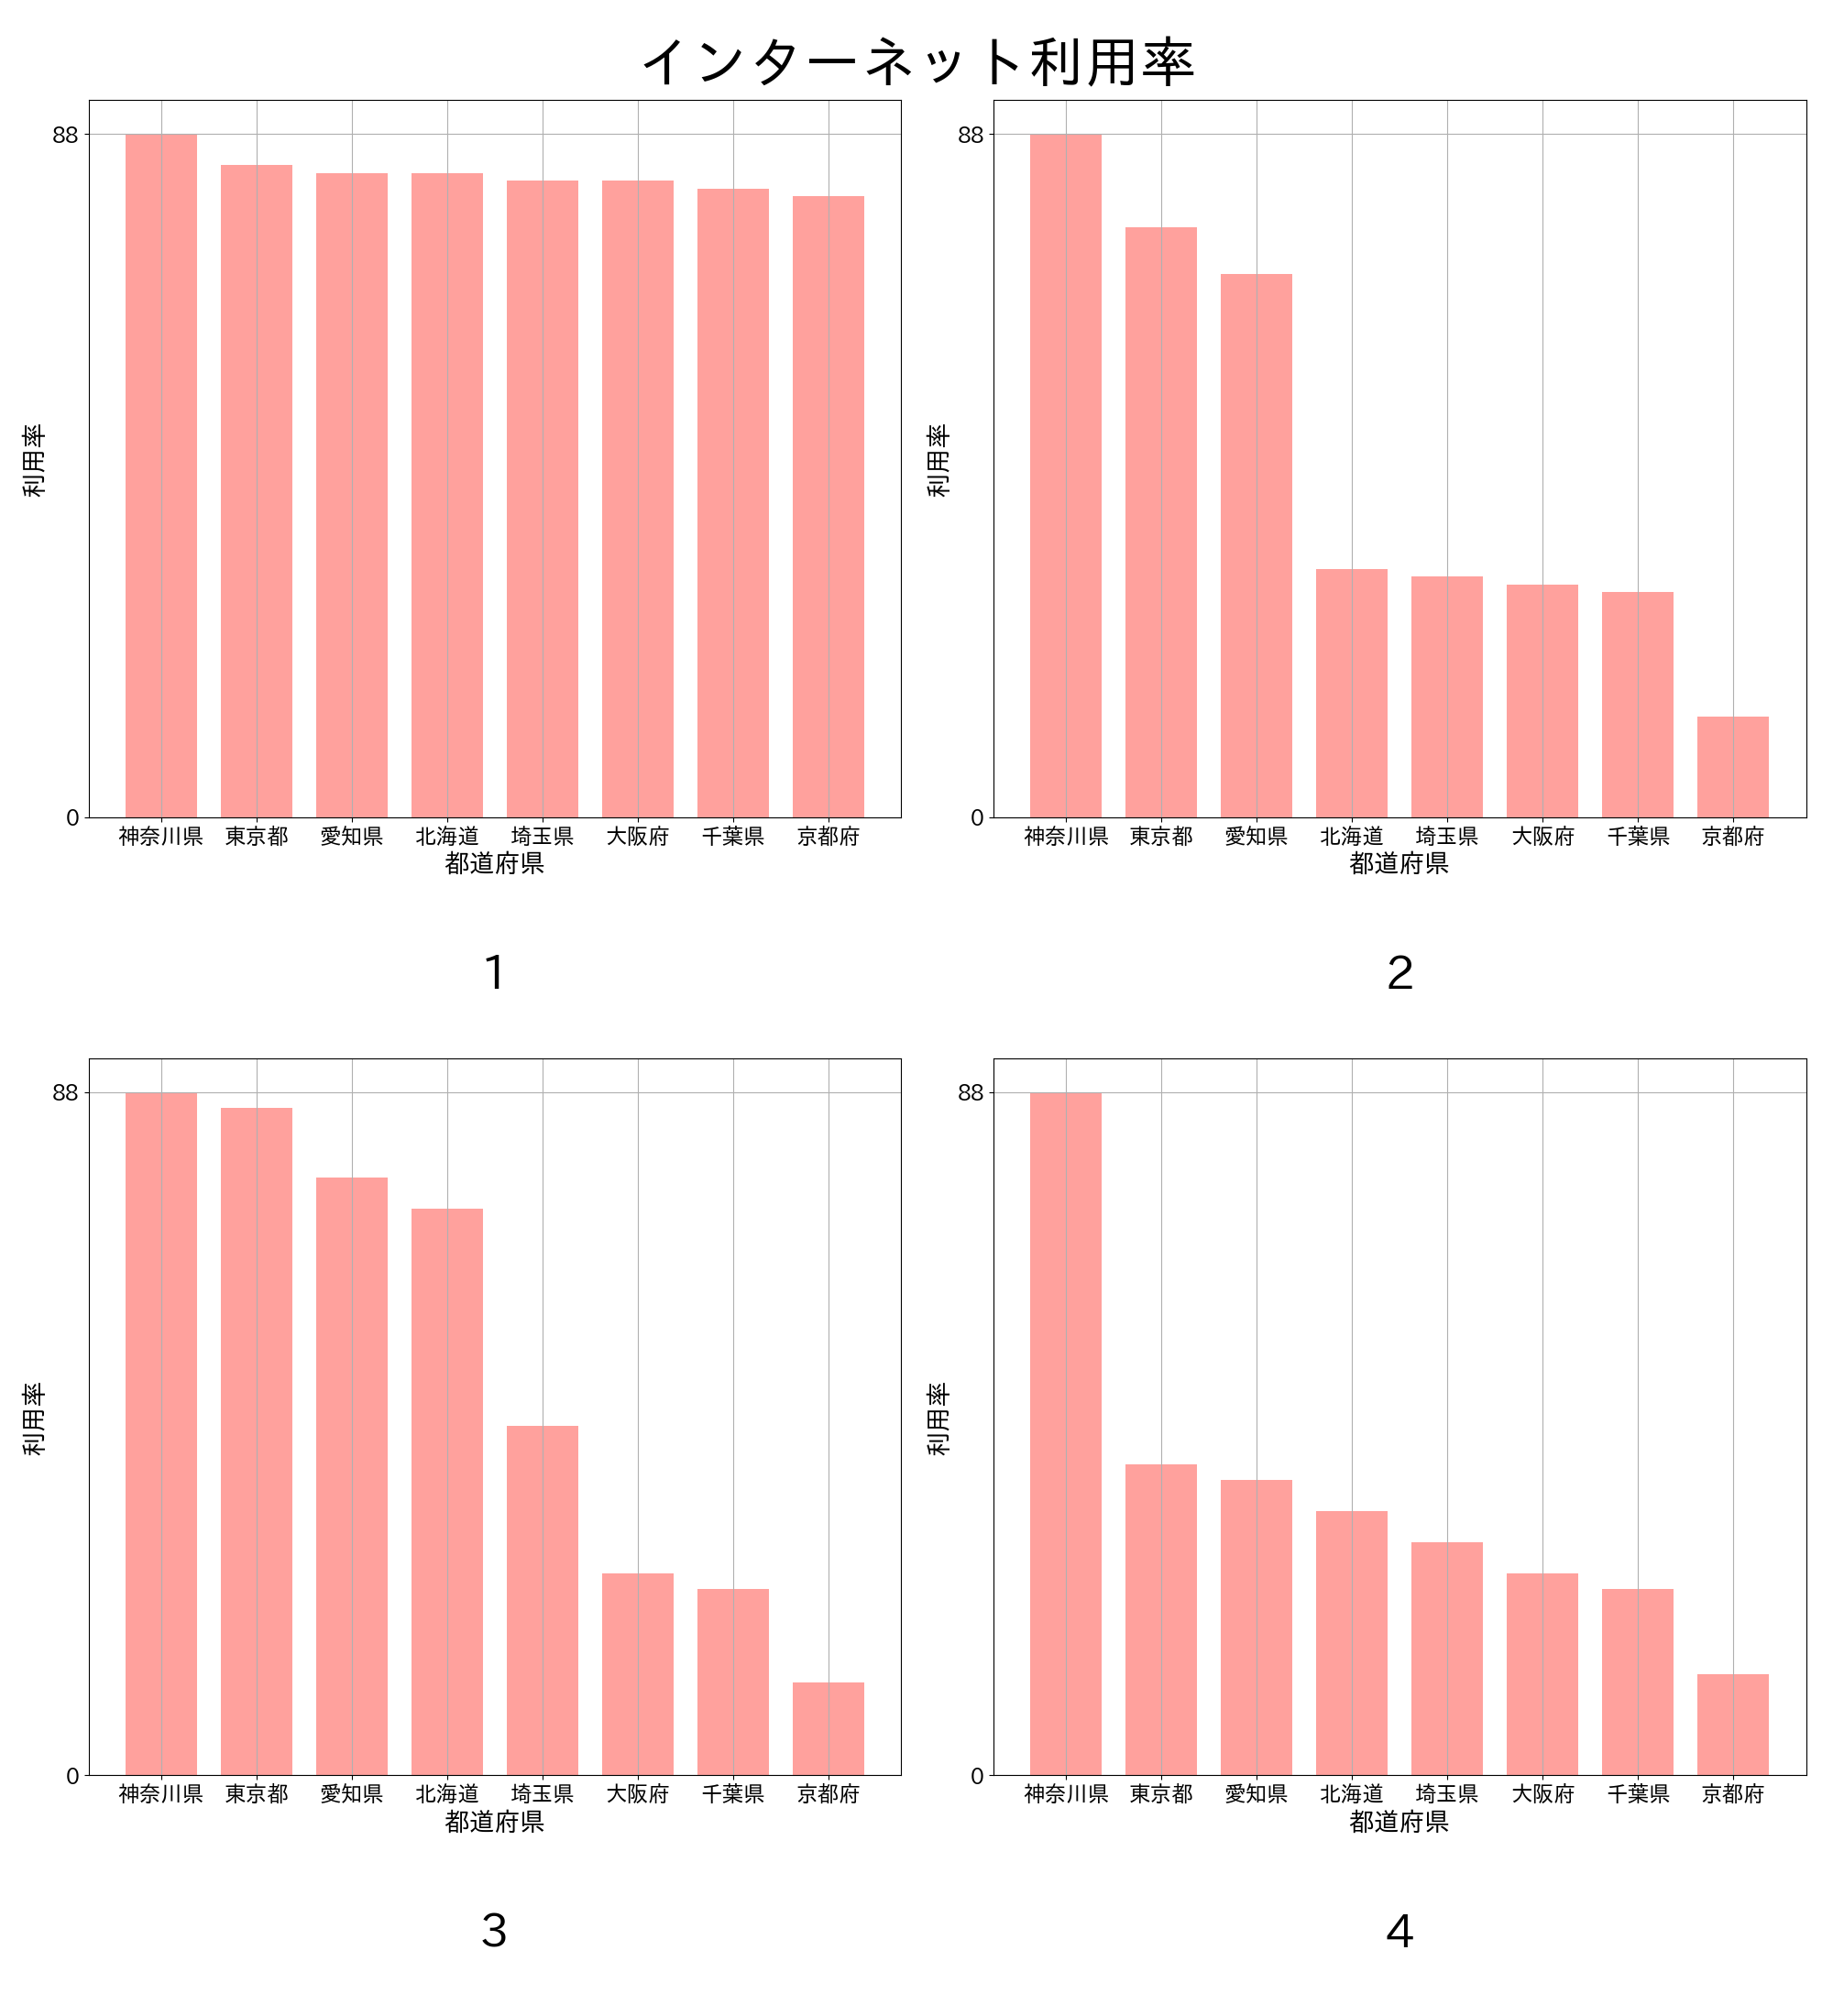 インターネット利用率
88
0
利用率
神奈川県 東京都 愛知県 北海道 埼玉県 大阪府 千葉県 京都府
都道府県
1
88
0
利用率
神奈川県 東京都 愛知県 北海道 埼玉県 大阪府 千葉県 京都府
都道府県
2
88
0
利用率
神奈川県 東京都 愛知県 北海道 埼玉県 大阪府 千葉県 京都府
都道府県
3
88
0
利用率
神奈川県 東京都 愛知県 北海道 埼玉県 大阪府 千葉県 京都府
都道府県
4